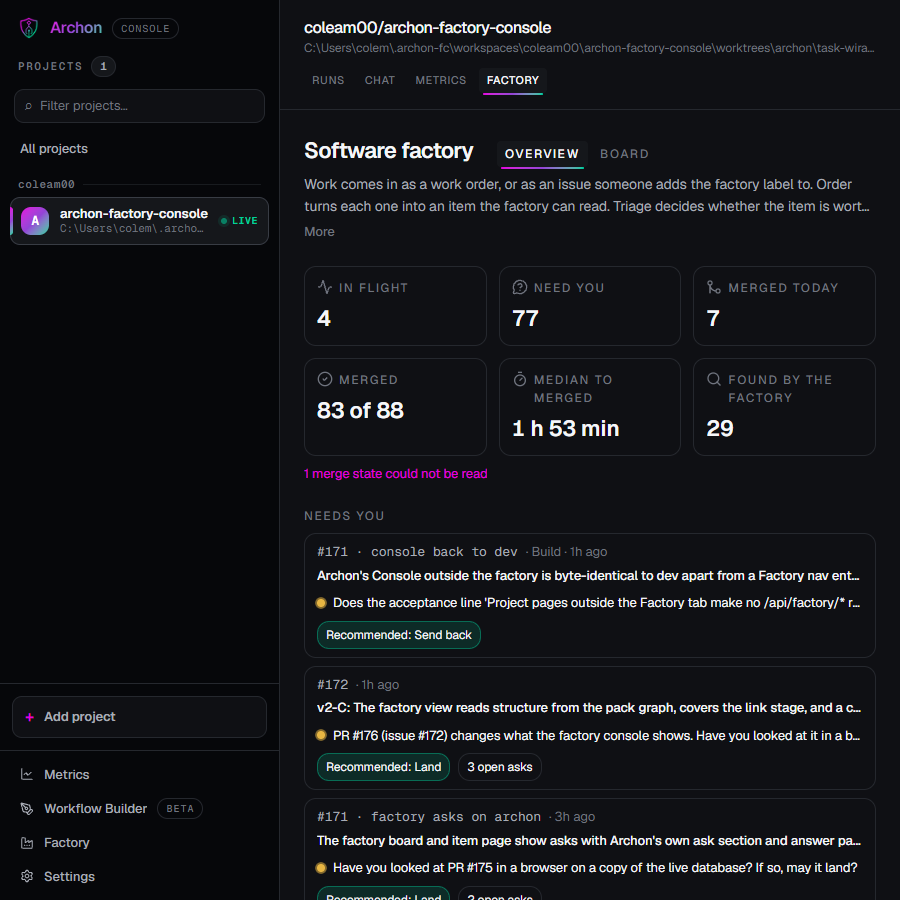 Archon CONSOLE
PROJECTS 1
Filter projects...
All projects
coleam00
A archon-factory-console LIVE
C:\Users\colem\.archo…
+ Add project
Metrics
Workflow Builder BETA
Factory
Settings
coleam00/archon-factory-console
C:\Users\colem\.archon-fc\workspaces\coleam00\archon-factory-console\worktrees\archon\task-wira…
RUNS CHAT METRICS FACTORY
Software factory OVERVIEW BOARD
Work comes in as a work order, or as an issue someone adds the factory label to. Order
turns each one into an item the factory can read. Triage decides whether the item is wort…
More
IN FLIGHT
4
NEED YOU
77
MERGED TODAY
7
MERGED
83 of 88
MEDIAN TO
MERGED
1 h 53 min
FOUND BY THE
FACTORY
29
1 merge state could not be read
NEEDS YOU
#171 · console back to dev · Build · 1h ago
Archon's Console outside the factory is byte-identical to dev apart from a Factory nav ent…
Does the acceptance line 'Project pages outside the Factory tab make no /api/factory/* r…
Recommended: Send back
#172 · 1h ago
v2-C: The factory view reads structure from the pack graph, covers the link stage, and a c…
PR #176 (issue #172) changes what the factory console shows. Have you looked at it in a b…
Recommended: Land 3 open asks
#171 · factory asks on archon · 3h ago
The factory board and item page show asks with Archon's own ask section and answer pa…
Have you looked at PR #175 in a browser on a copy of the live database? If so, may it land?
Recommended: Land 2 open asks